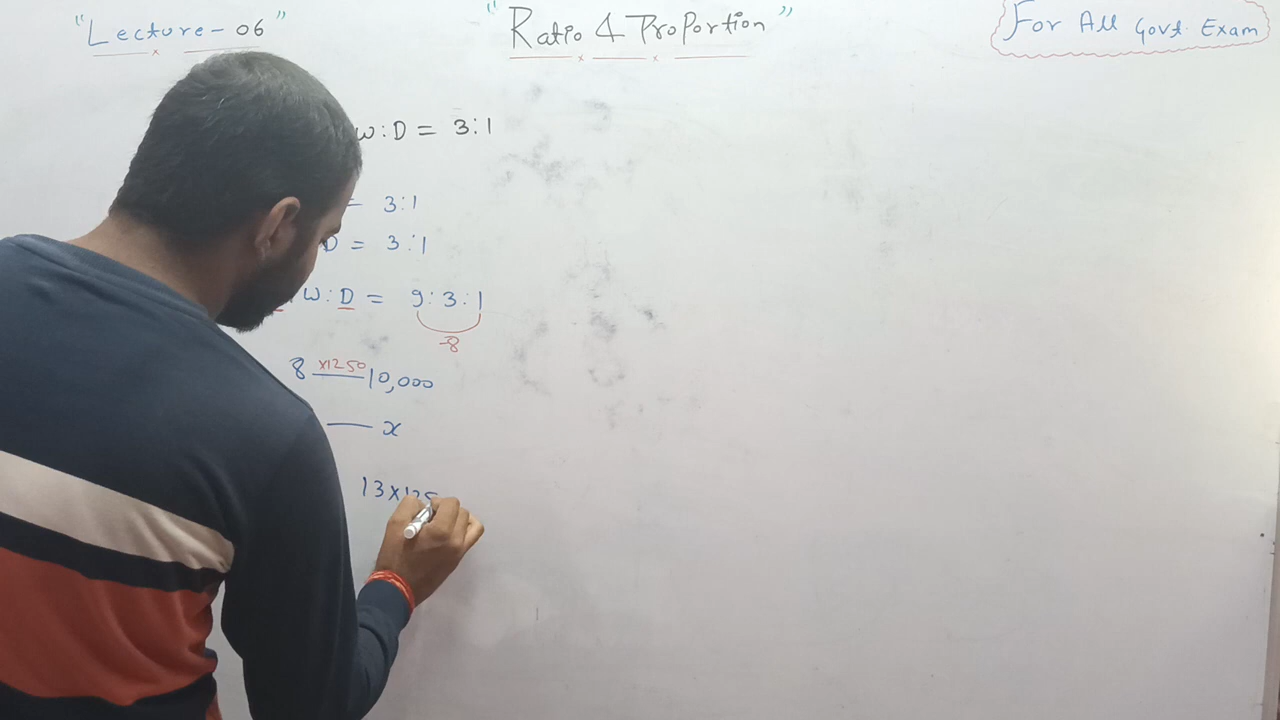 "Lecture- 06"
"Ratio & Proportion"
For All Govt. Exam
W:D = 3:1
= 3:1
D = 3:1
W:D = 9:3:1
8
8 ×1250 10,000
x
13×125